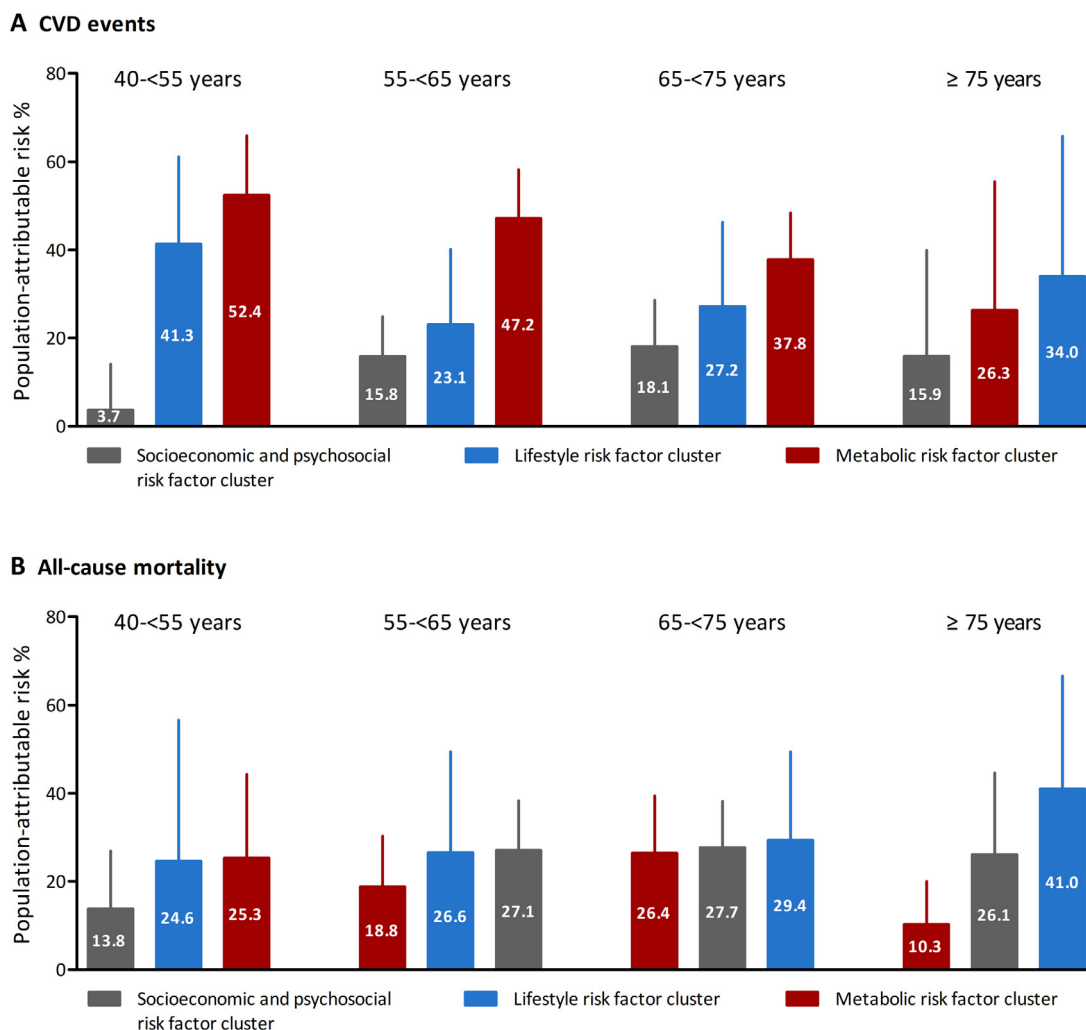 A CVD events
40-<55 years 55-<65 years 65-<75 years ≥ 75 years
Population-attributable risk %
80
60
40
20
0
3.7 41.3 52.4 15.8 23.1 47.2 18.1 27.2 37.8 15.9 26.3 34.0
Socioeconomic and psychosocial
risk factor cluster
Lifestyle risk factor cluster
Metabolic risk factor cluster
B All-cause mortality
40-<55 years 55-<65 years 65-<75 years ≥ 75 years
Population-attributable risk %
80
60
40
20
0
13.8 24.6 25.3 18.8 26.6 27.1 26.4 27.7 29.4 10.3 26.1 41.0
Socioeconomic and psychosocial
risk factor cluster
Lifestyle risk factor cluster
Metabolic risk factor cluster